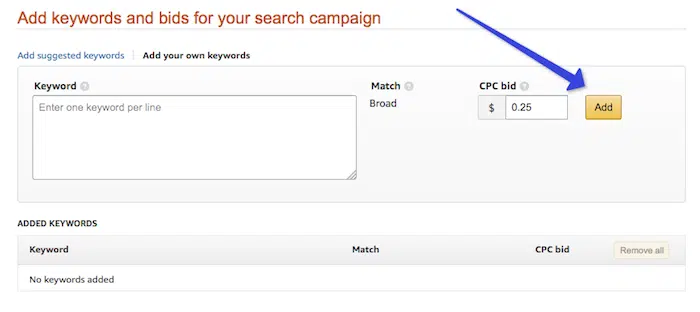 Add keywords and bids for your search campaign
Add suggested keywords Add your own keywords
Keyword Match CPC bid
Enter one keyword per line Broad $ 0.25 Add
ADDED KEYWORDS
Keyword Match CPC bid Remove all
No keywords added